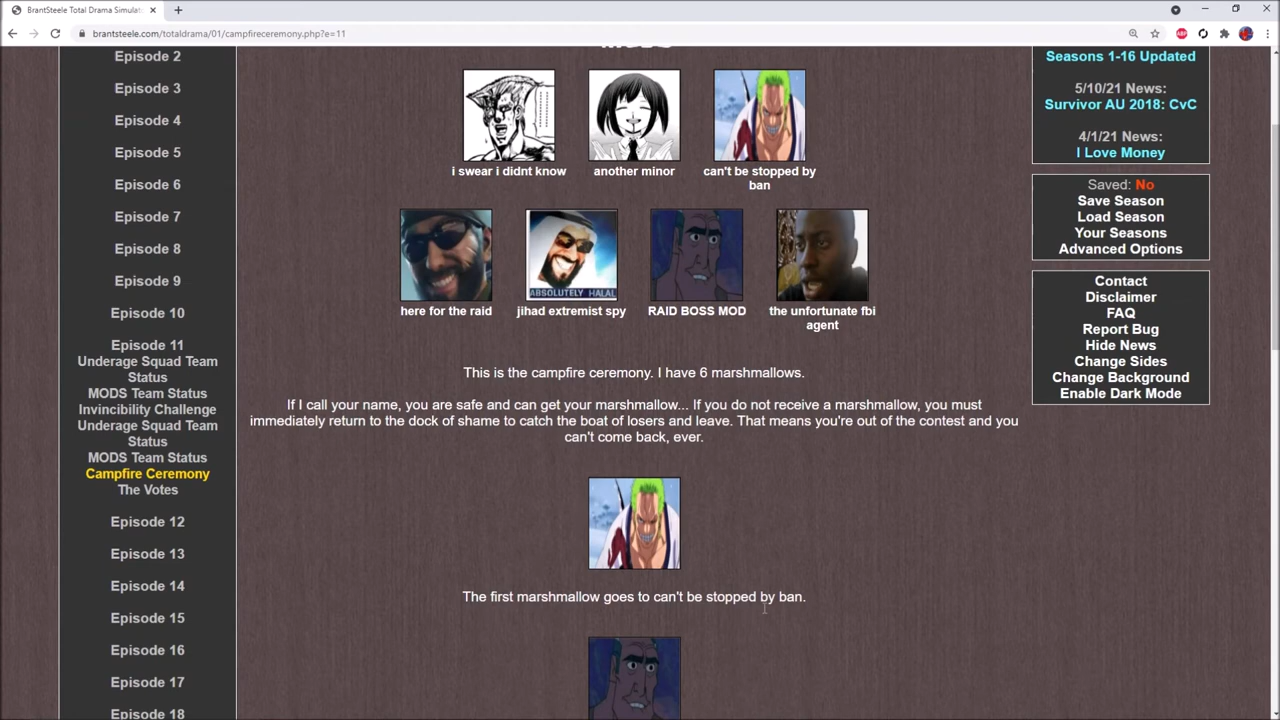 BrantSteele Total Drama Simulat
brantsteele.com/totaldrama/01/campfireceremony.php?e=11
ABP
Episode 2
Episode 3
Episode 4
Episode 5
Episode 6
Episode 7
Episode 8
Episode 9
Episode 10
Episode 11
Underage Squad Team
Status
MODS Team Status
Invincibility Challenge
Underage Squad Team
Status
MODS Team Status
Campfire Ceremony
The Votes
Episode 12
Episode 13
Episode 14
Episode 15
Episode 16
Episode 17
Episode 18
MODS
i swear i didnt know
another minor
can't be stopped by
ban
ABSOLUTELY HALAL
here for the raid
jihad extremist spy
RAID BOSS MOD
the unfortunate fbi
agent
This is the campfire ceremony. I have 6 marshmallows.
If I call your name, you are safe and can get your marshmallow... If you do not receive a marshmallow, you must
immediately return to the dock of shame to catch the boat of losers and leave. That means you're out of the contest and you
can't come back, ever.
The first marshmallow goes to can't be stopped by ban.
Seasons 1-16 Updated
5/10/21 News:
Survivor AU 2018: CvC
4/1/21 News:
I Love Money
Saved: No
Save Season
Load Season
Your Seasons
Advanced Options
Contact
Disclaimer
FAQ
Report Bug
Hide News
Change Sides
Change Background
Enable Dark Mode